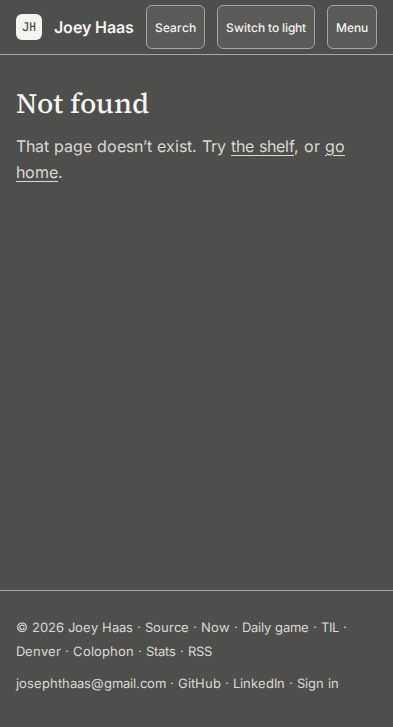 JH Joey Haas Search Switch to light Menu
Not found
That page doesn’t exist. Try the shelf, or go
home.
© 2026 Joey Haas · Source · Now · Daily game · TIL ·
Denver · Colophon · Stats · RSS
josephthaas@gmail.com · GitHub · LinkedIn · Sign in